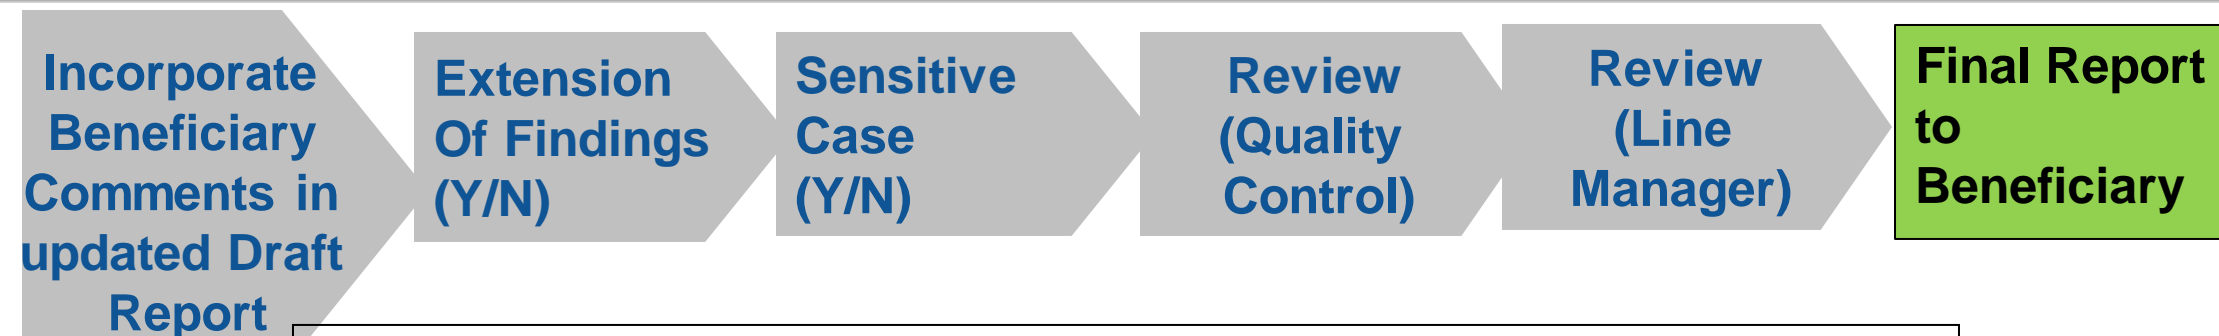 Incorporate
Beneficiary
Comments in
updated Draft
Report
Extension
Of Findings
(Y/N)
Sensitive
Case
(Y/N)
Review
(Quality
Control)
Review
(Line
Manager)
Final Report
to
Beneficiary